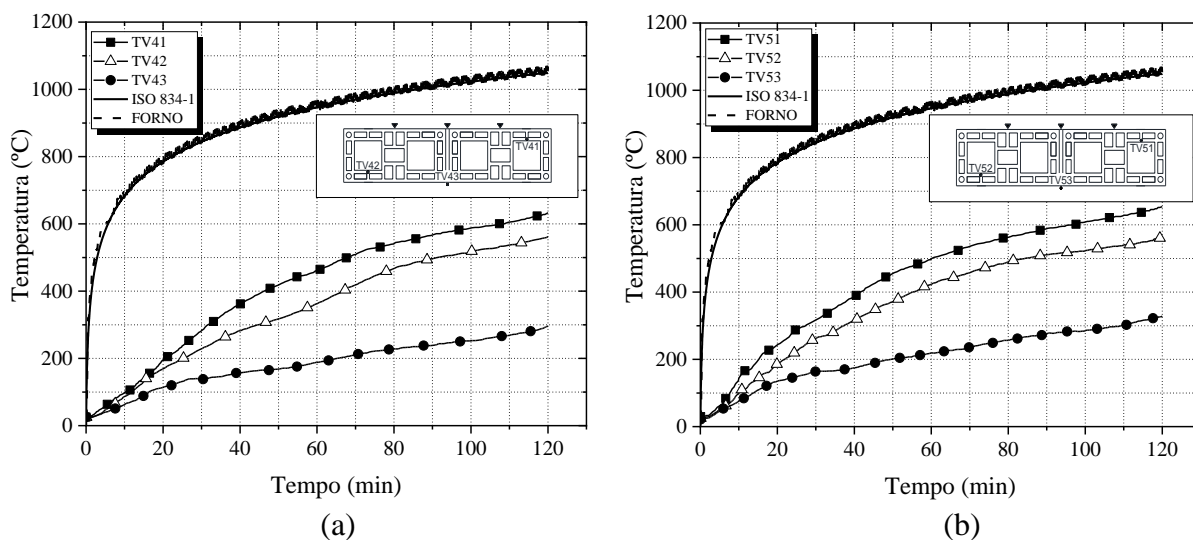 TV41
TV42
TV43
ISO 834-1
FORNO
1200
1000
800
600
400
200
0
Temperatura (ºC)
TV41
TV42
TV43
0 20 40 60 80 100 120
Tempo (min)
(a)
TV51
TV52
TV53
ISO 834-1
FORNO
1200
1000
800
600
400
200
0
Temperatura (ºC)
TV51
TV52
TV53
0 20 40 60 80 100 120
Tempo (min)
(b)